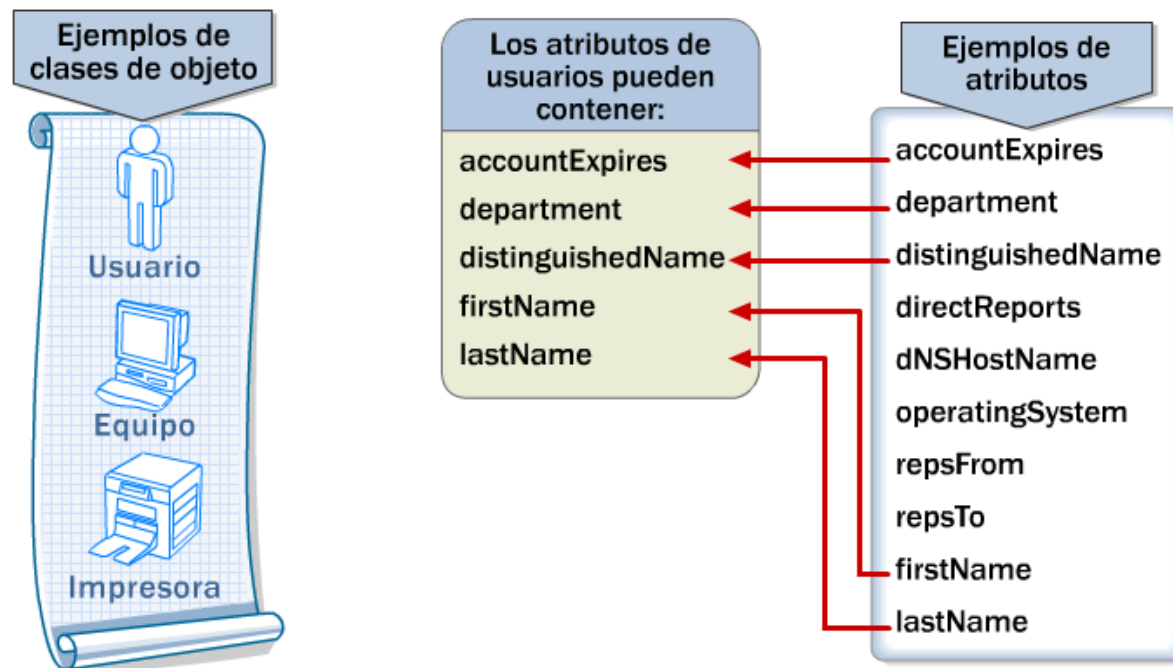 Ejemplos de
clases de objeto
Usuario
Equipo
Impresora
Los atributos de
usuarios pueden
contener:
accountExpires
department
distinguishedName
firstName
lastName
Ejemplos de
atributos
accountExpires
department
distinguishedName
directReports
dNSHostName
operatingSystem
repsFrom
repsTo
firstName
lastName